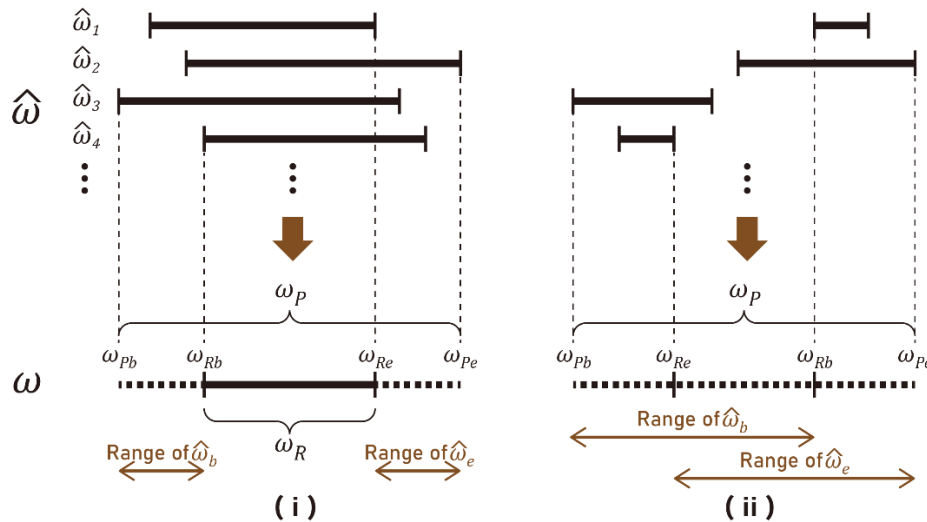 ω̂₁
ω̂₂
ω̂ ω̂₃
ω̂₄
⋮ ⋮ ⋮
ω_P ω_P
ω_Pb ω_Rb ω_Re ω_Pe ω_Pb ω_Re ω_Rb ω_Pe
ω
ω_R
Range of ω̂_b Range of ω̂_e Range of ω̂_b
Range of ω̂_e
( i ) ( ii )